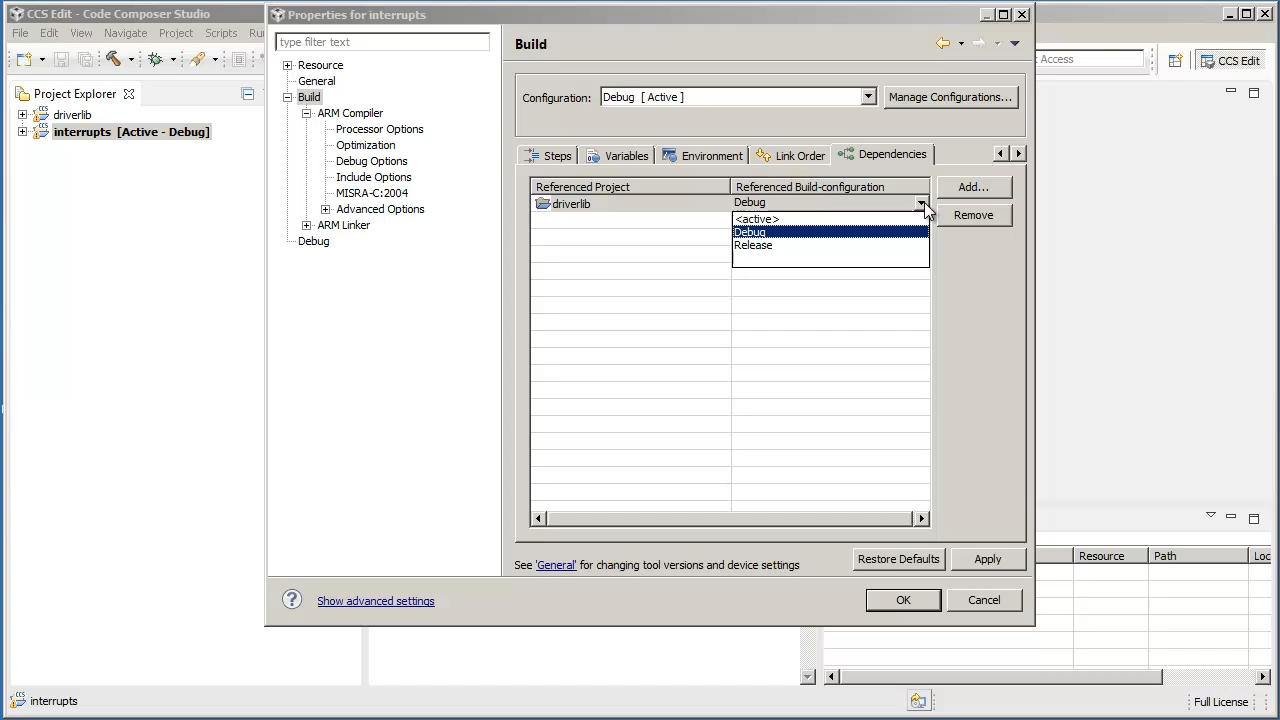 CCS Edit - Code Composer Studio
File Edit View Navigate Project Scripts Ru
Access
CCS Edit
Project Explorer
driverlib
interrupts [Active - Debug]
Properties for interrupts
type filter text
Resource
General
Build
ARM Compiler
Processor Options
Optimization
Debug Options
Include Options
MISRA-C:2004
Advanced Options
ARM Linker
Debug
Build
Configuration: Debug [ Active ] Manage Configurations...
Steps Variables Environment Link Order Dependencies
Referenced Project Referenced Build-configuration Add...
driverlib Debug
<active> Remove
Debug
Release
Restore Defaults Apply
See 'General' for changing tool versions and device settings
? Show advanced settings OK Cancel
Resource Path Loc
interrupts Full License